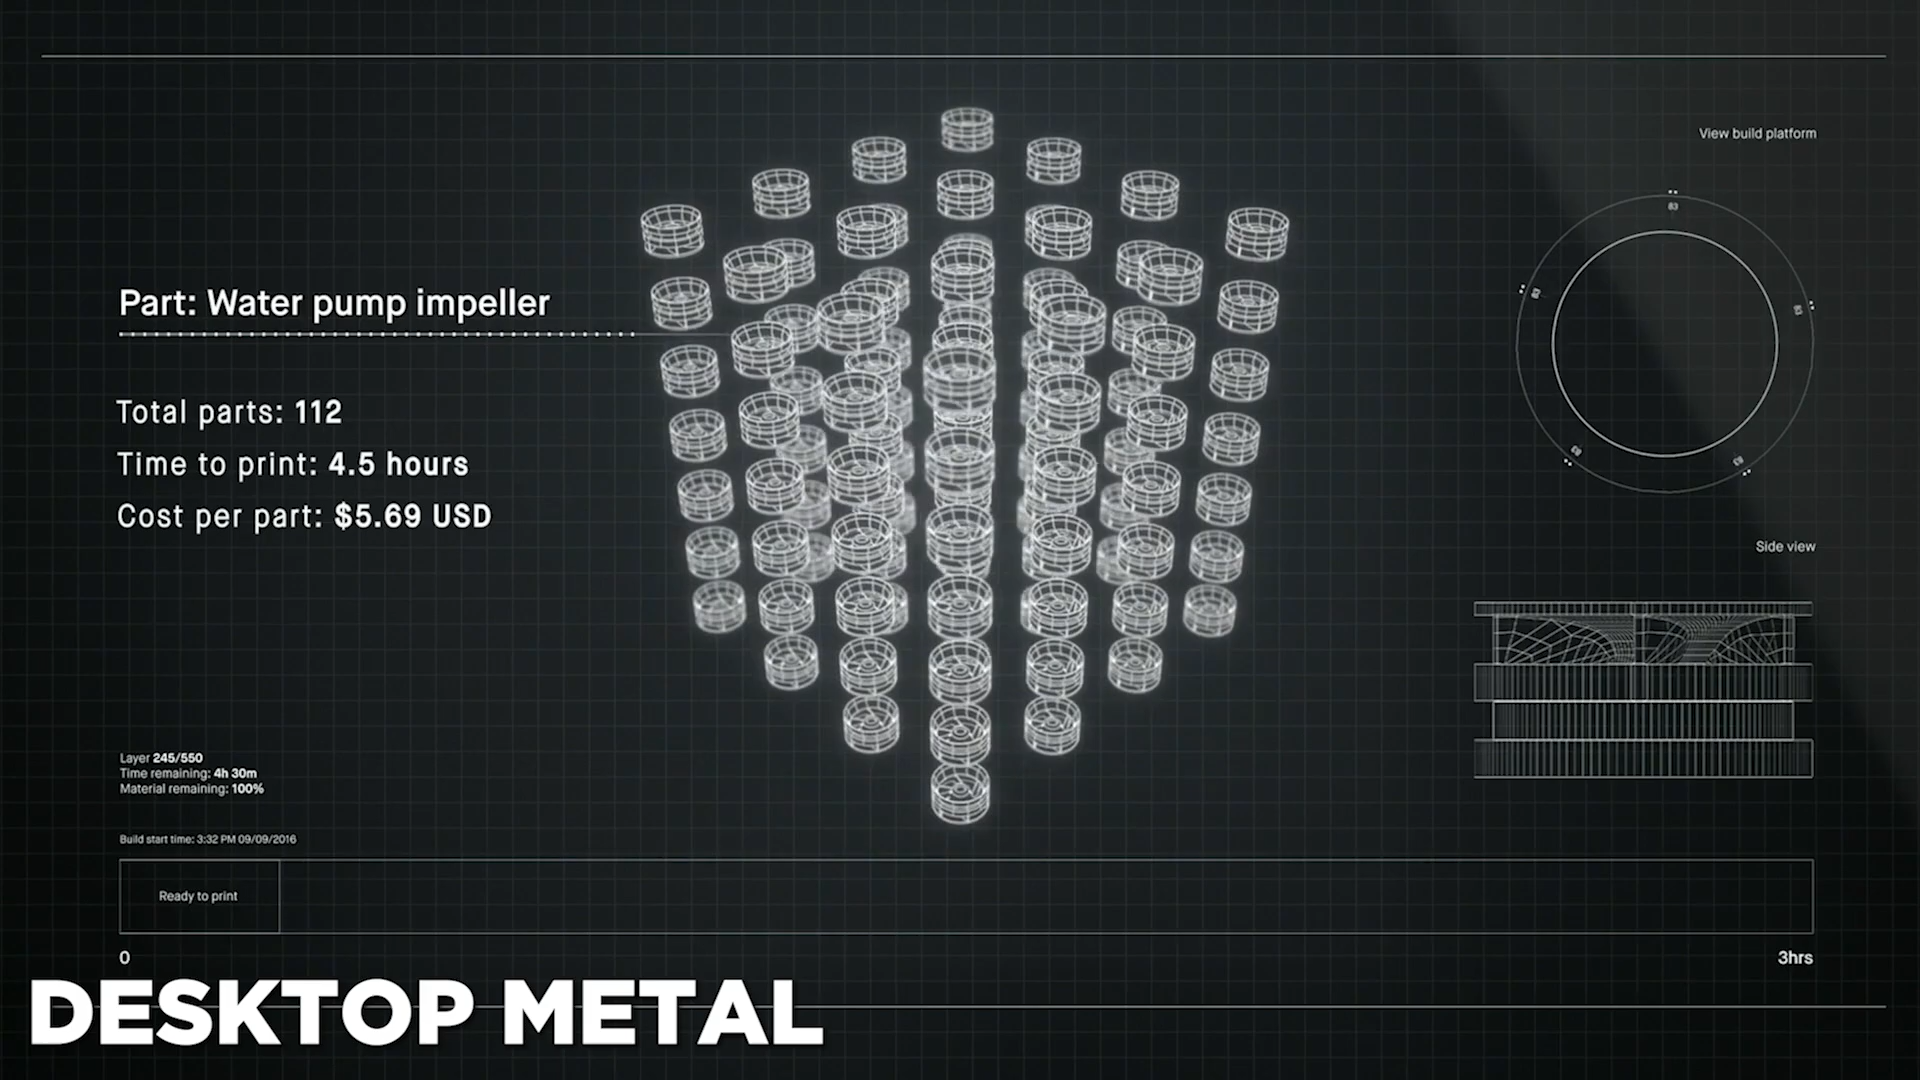 View build platform
83
Part: Water pump impeller
Total parts: 112
Time to print: 4.5 hours
Cost per part: $5.69 USD
Side view
Layer 245/550
Time remaining: 4h 30m
Material remaining: 100%
Build start time: 3:32 PM 09/09/2016
Ready to print
0
3hrs
DESKTOP METAL